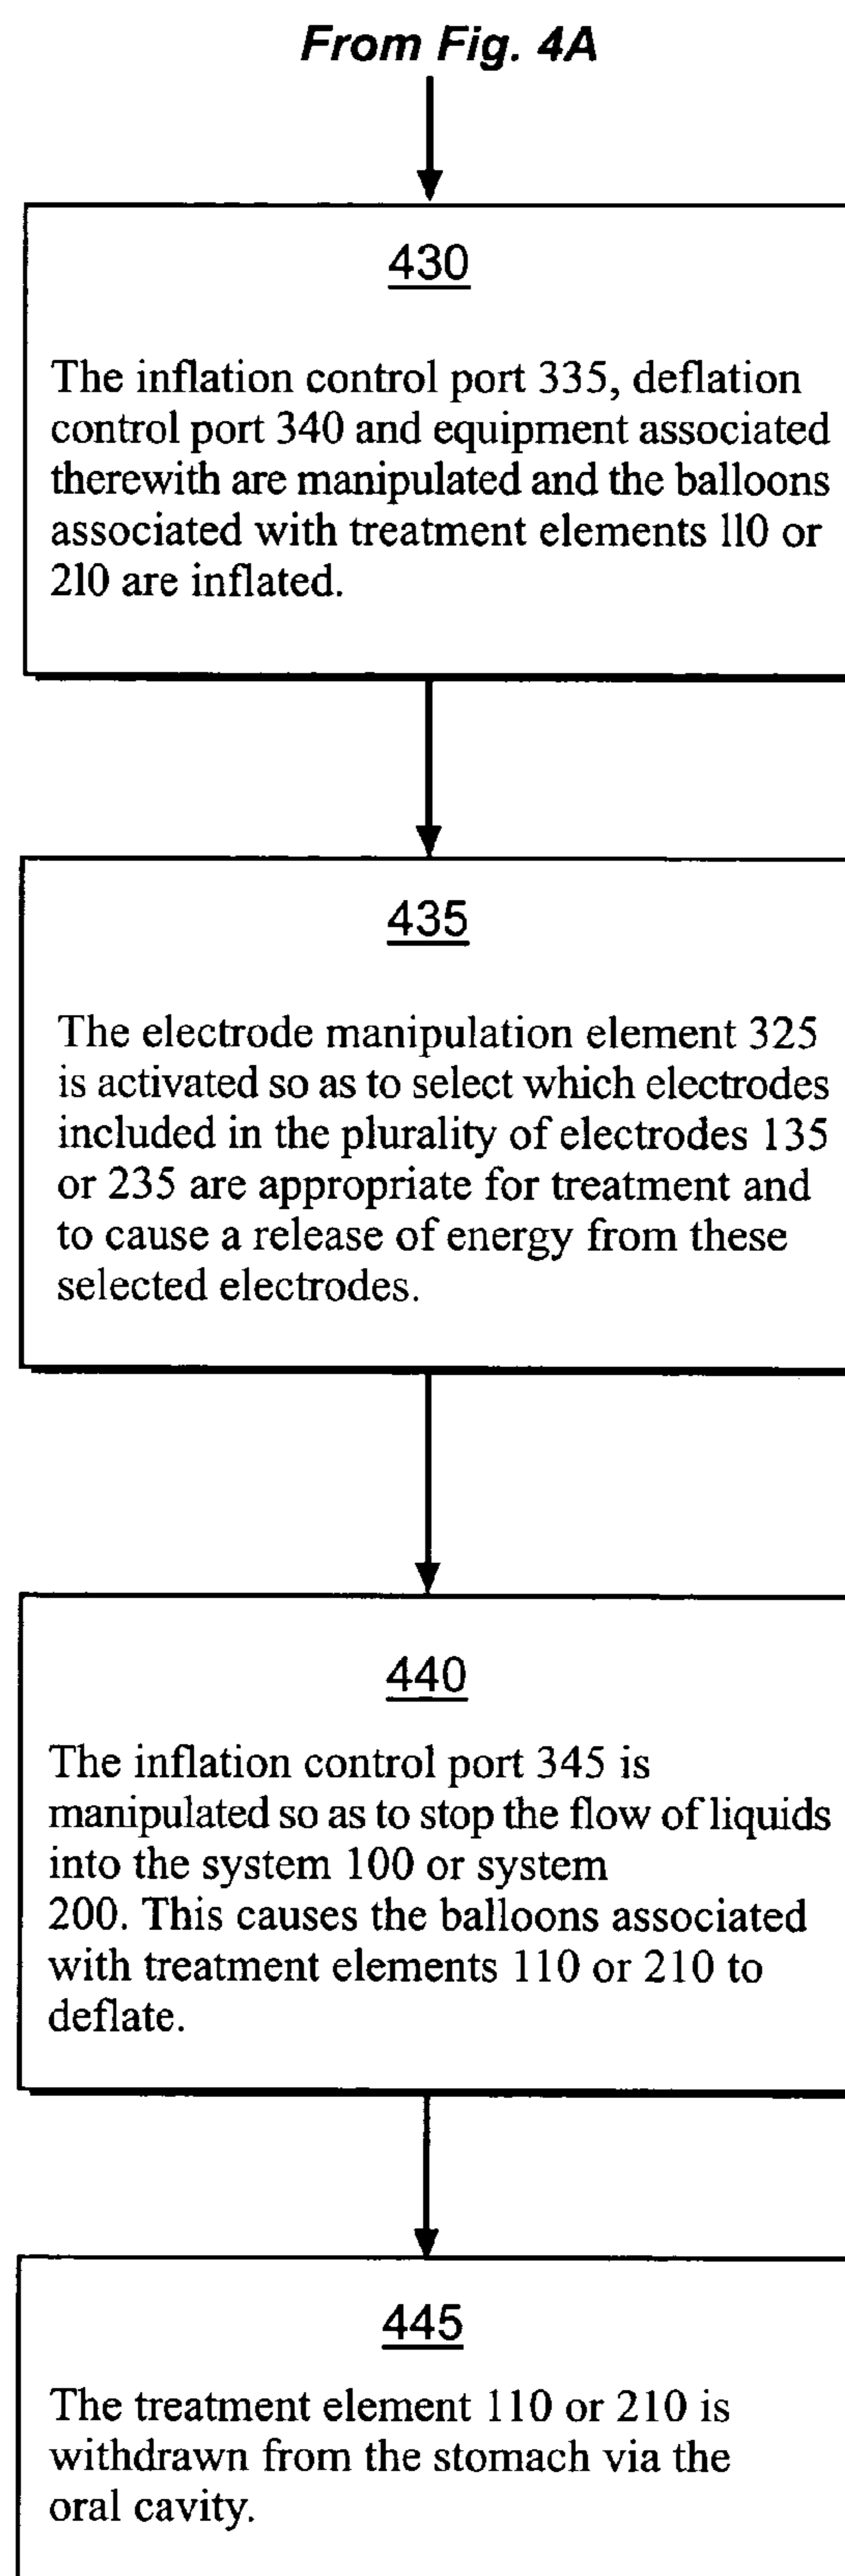 From Fig. 4A
430
The inflation control port 335, deflation
control port 340 and equipment associated
therewith are manipulated and the balloons
associated with treatment elements 110 or
210 are inflated.
435
The electrode manipulation element 325
is activated so as to select which electrodes
included in the plurality of electrodes 135
or 235 are appropriate for treatment and
to cause a release of energy from these
selected electrodes.
440
The inflation control port 345 is
manipulated so as to stop the flow of liquids
into the system 100 or system
200. This causes the balloons associated
with treatment elements 110 or 210 to
deflate.
445
The treatment element 110 or 210 is
withdrawn from the stomach via the
oral cavity.